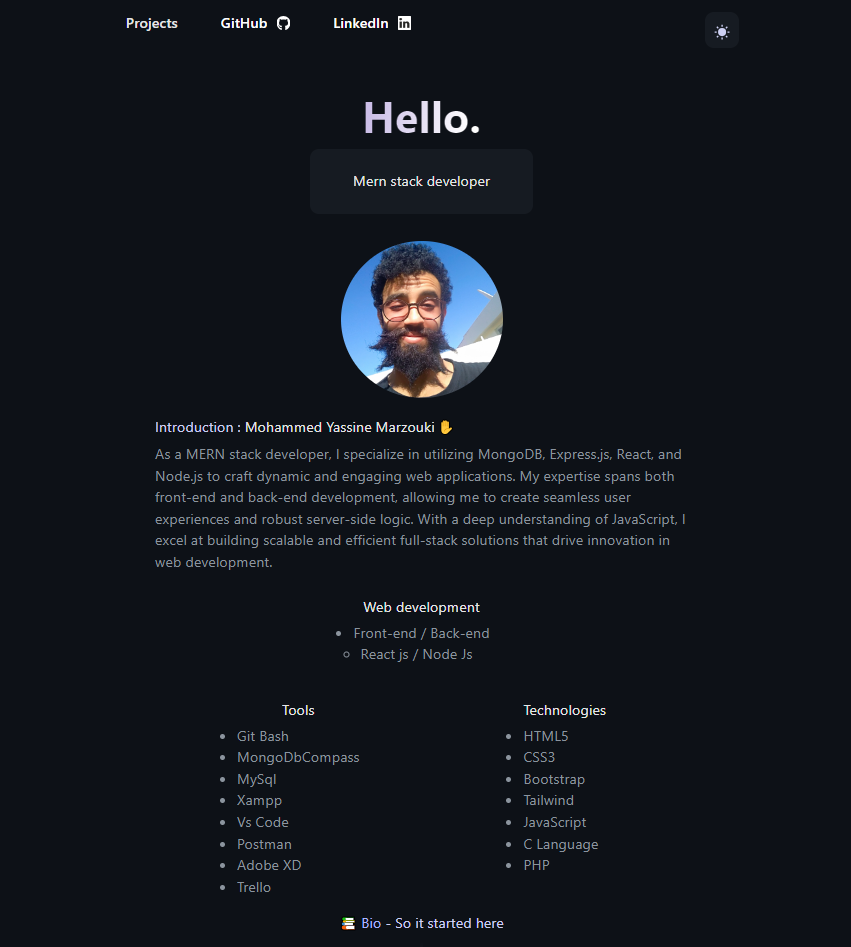 Projects GitHub LinkedIn
Hello.
Mern stack developer
Introduction : Mohammed Yassine Marzouki ✋
As a MERN stack developer, I specialize in utilizing MongoDB, Express.js, React, and
Node.js to craft dynamic and engaging web applications. My expertise spans both
front-end and back-end development, allowing me to create seamless user
experiences and robust server-side logic. With a deep understanding of JavaScript, I
excel at building scalable and efficient full-stack solutions that drive innovation in
web development.
Web development
Front-end / Back-end
React js / Node Js
Tools
Git Bash
MongoDbCompass
MySql
Xampp
Vs Code
Postman
Adobe XD
Trello
Technologies
HTML5
CSS3
Bootstrap
Tailwind
JavaScript
C Language
PHP
📚 Bio - So it started here